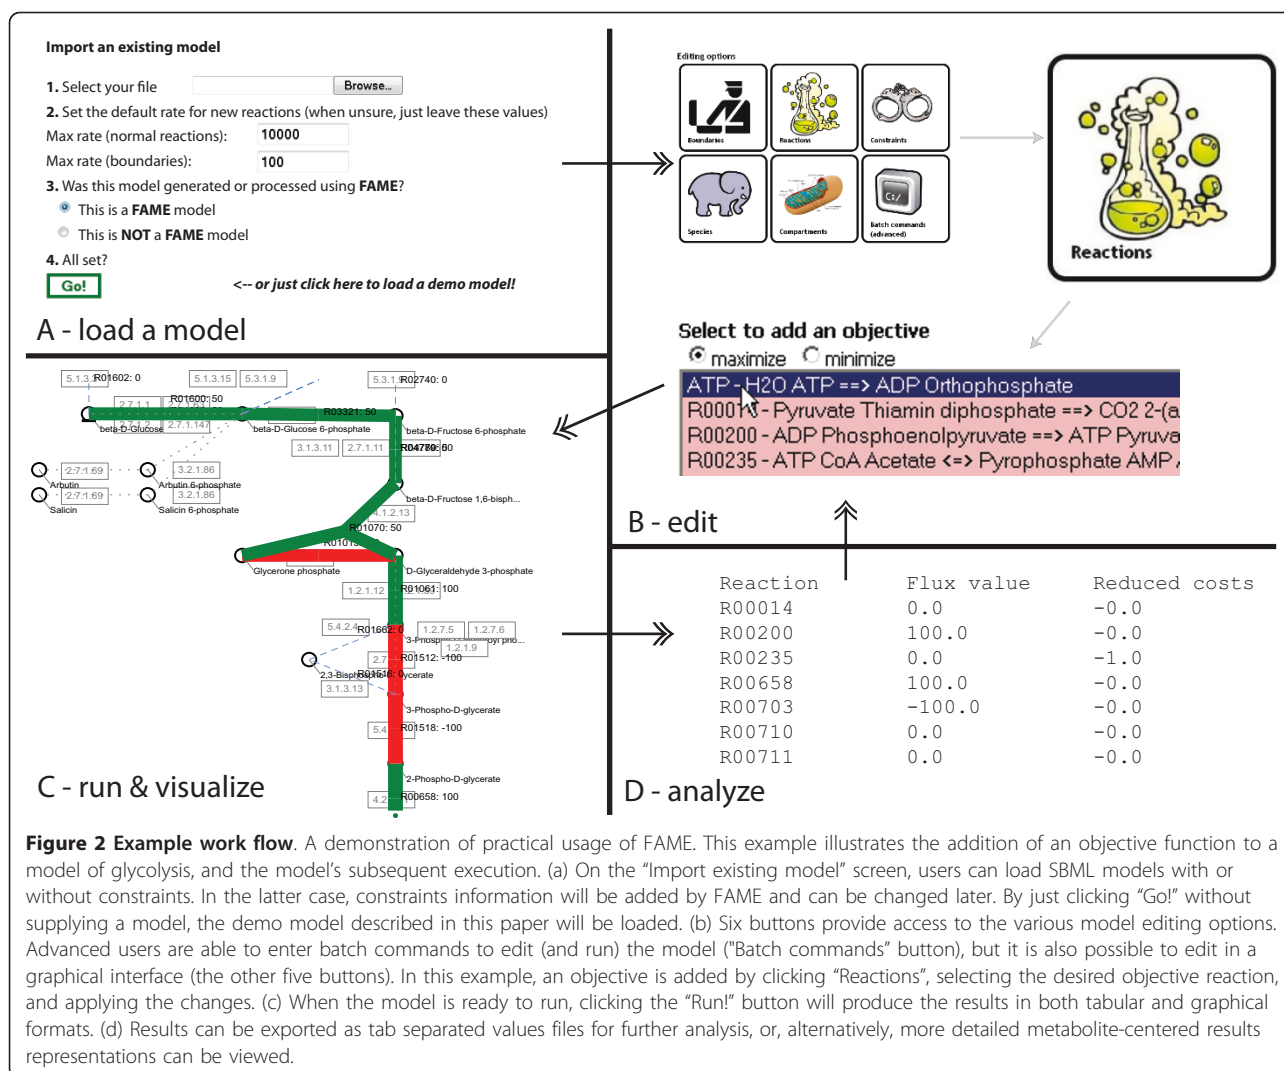 Import an existing model
1. Select your file
Browse...
2. Set the default rate for new reactions (when unsure, just leave these values)
Max rate (normal reactions): 10000
Max rate (boundaries): 100
3. Was this model generated or processed using FAME?
This is a FAME model
This is NOT a FAME model
4. All set?
Go!
<-- or just click here to load a demo model!
A - load a model
Editing options
Boundaries
Reactions
Constraints
Species
Compartments
C:/
Batch commands
(advanced)
Reactions
Select to add an objective
maximize minimize
ATP - H2O ATP ==> ADP Orthophosphate
- Pyruvate Thiamin diphosphate ==> CO2 2-(a
R00200 - ADP Phosphoenolpyruvate ==> ATP Pyruva
R00235 - ATP CoA Acetate <=> Pyrophosphate AMP
B - edit
R01602: 0
5.1.3.15
5.3.1.9
R02740: 0
R01600: 50
2.7.1.1
R03321: 50
2.7.1.2
2.7.1.147
beta-D-Glucose
beta-D-Glucose 6-phosphate
beta-D-Fructose 6-phosphate
3.1.3.11
2.7.1.11
2.7.1.69
3.2.1.86
Arbutin
Arbutin 6-phosphate
2.7.1.69
3.2.1.86
Salicin
Salicin 6-phosphate
beta-D-Fructose 1,6-bisph...
4.1.2.13
R01070: 50
Glycerone phosphate
D-Glyceraldehyde 3-phosphate
1.2.1.12
R01061: 100
5.4.2.4
R01662: 0
1.2.7.5
1.2.7.6
1.2.1.9
R01512: -100
3.1.3.13
3-Phospho-D-glycerate
R01518: -100
2-Phospho-D-glycerate
R00658: 100
C - run & visualize
Reaction Flux value Reduced costs
R00014 0.0 -0.0
R00200 100.0 -0.0
R00235 0.0 -1.0
R00658 100.0 -0.0
R00703 -100.0 -0.0
R00710 0.0 -0.0
R00711 0.0 -0.0
D - analyze
Figure 2 Example work flow. A demonstration of practical usage of FAME. This example illustrates the addition of an objective function to a
model of glycolysis, and the model's subsequent execution. (a) On the “Import existing model” screen, users can load SBML models with or
without constraints. In the latter case, constraints information will be added by FAME and can be changed later. By just clicking “Go!” without
supplying a model, the demo model described in this paper will be loaded. (b) Six buttons provide access to the various model editing options.
Advanced users are able to enter batch commands to edit (and run) the model ("Batch commands” button), but it is also possible to edit in a
graphical interface (the other five buttons). In this example, an objective is added by clicking “Reactions”, selecting the desired objective reaction,
and applying the changes. (c) When the model is ready to run, clicking the “Run!” button will produce the results in both tabular and graphical
formats. (d) Results can be exported as tab separated values files for further analysis, or, alternatively, more detailed metabolite-centered results
representations can be viewed.